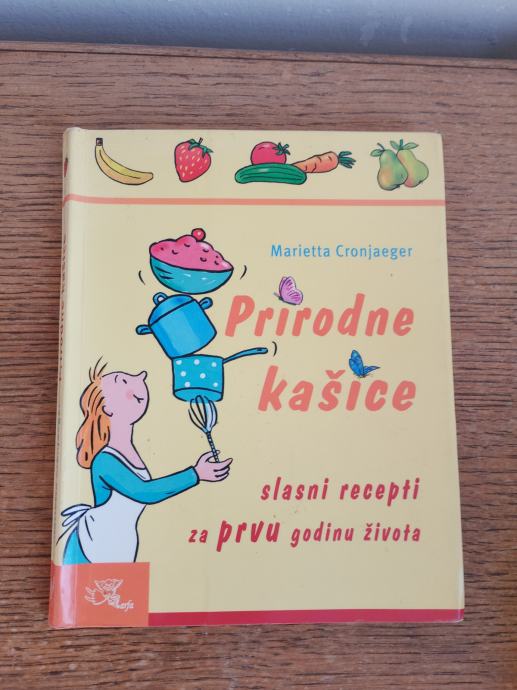 Marietta Cronjaeger
Prirodne
kašice
slasni recepti
za prvu godinu života